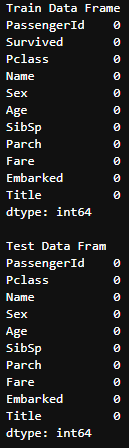 Train Data Frame
PassengerId 0
Survived 0
Pclass 0
Name 0
Sex 0
Age 0
SibSp 0
Parch 0
Fare 0
Embarked 0
Title 0
dtype: int64

Test Data Fram
PassengerId 0
Pclass 0
Name 0
Sex 0
Age 0
SibSp 0
Parch 0
Fare 0
Embarked 0
Title 0
dtype: int64